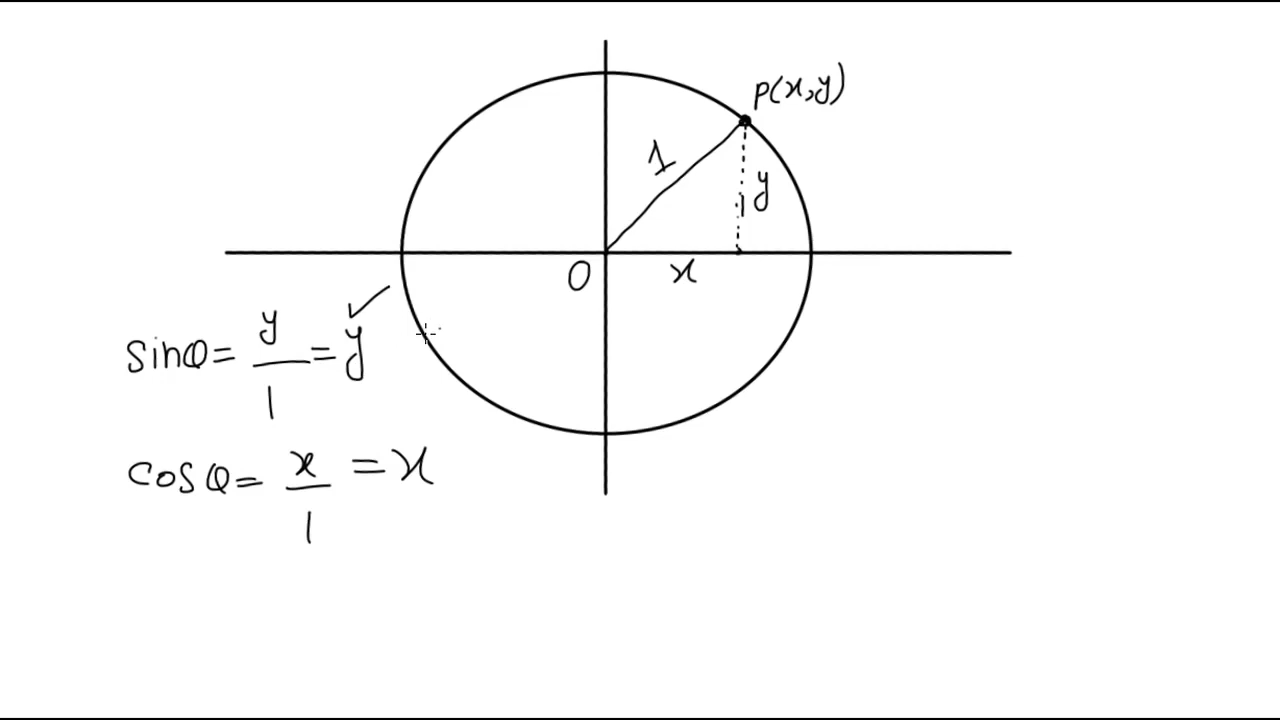 P(x,y)
1
y
O
x
sinθ = y/1 = y
cosθ = x/1 = x